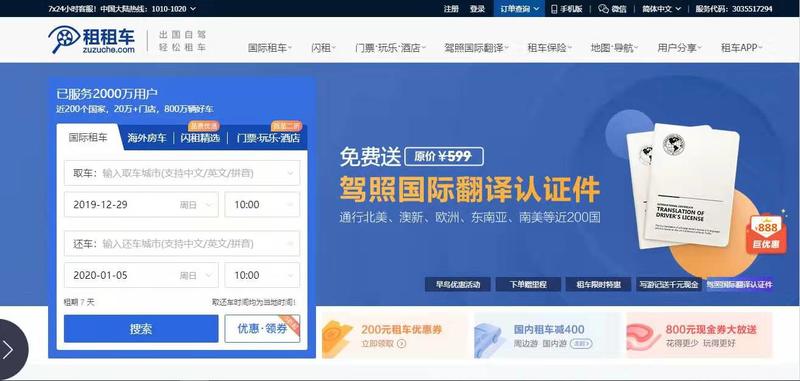 7x24小时客服！中国大陆热线：1010-1020
注册 登录 订单查询 手机版 微信 简体中文 服务代码：3035517294
租租车
zuzuche.com
出国自驾
轻松租车
国际租车 闪租 门票·玩乐·酒店 驾照国际翻译 租车保险 地图·导航 用户分享 租车APP
已服务2000万用户
近200个国家，20万+门店，800万辆好车
国际租车 海外房车 闪租精选 门票·玩乐·酒店
取车：输入取车城市(支持中文/英文/拼音)
2019-12-29 周日 10:00
还车：输入还车城市(支持中文/英文/拼音)
2020-01-05 周日 10:00
租期 7 天 取还车时间均为当地时间！
搜索 优惠·领券
免费送 原价¥599
驾照国际翻译认证件
通行北美、澳新、欧洲、东南亚、南美等近200国
TRANSLATION OF
DRIVER'S LICENSE
¥888
巨优惠
早鸟优惠活动 下单赠里程 租车限时特惠 写游记送千元现金 驾照国际翻译认证件
200元租车优惠券
立即领取
国内租车减400
周边游 国内游
800元现金券大放送
花得更少 玩得更好